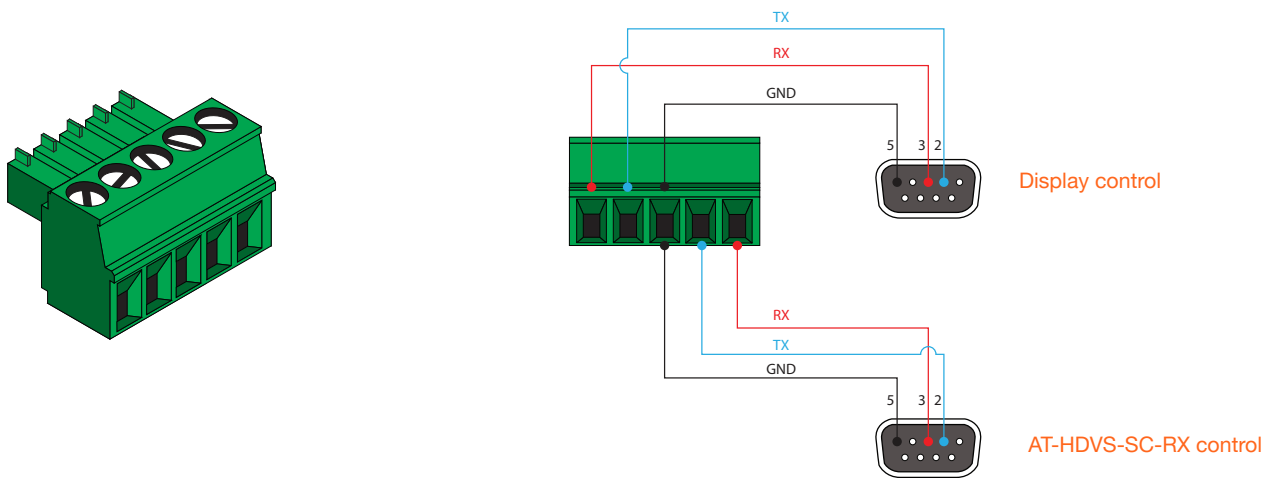 TX
RX
GND
5 3 2
Display control
RX
TX
GND
5 3 2
AT-HDVS-SC-RX control